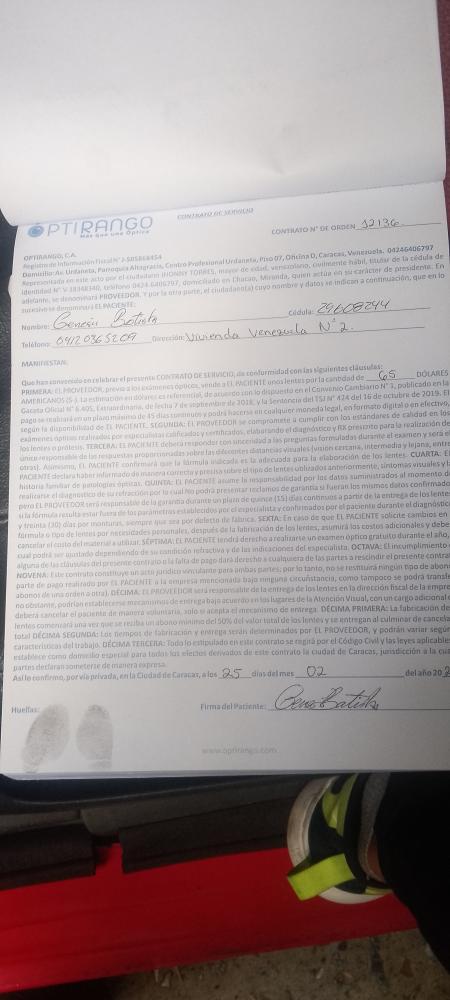 OPTIRANGO
Más que una Óptica
CONTRATO DE SERVICIO
CONTRATO N° DE ORDEN 12136
OPTIRANGO, C.A.
Registro de Información Fiscal N° J-505868454
Domicilio: Av. Urdaneta, Parroquia Altagracia, Centro Profesional Urdaneta, Piso 07, Oficina D, Caracas, Venezuela. 04246406797
Representada en este acto por el ciudadano JHONNY TORRES, mayor de edad, venezolano, civilmente hábil, titular de la cédula de
identidad N° V 18348340, teléfono 0424-6406797, domiciliado en Chacao, Miranda, quien actúa en su carácter de presidente. En
adelante, se denominará PROVEEDOR. Y por la otra parte, el ciudadano(a) cuyo nombre y datos se indican a continuación, que en lo
sucesivo se denominará EL PACIENTE:
Nombre: Genesis Batista Cédula: 29608244
Teléfono: 04120365209 Dirección: Vivienda Venezuela N° 2.
MANIFIESTAN:
Que han convenido en celebrar el presente CONTRATO DE SERVICIO, de conformidad con las siguientes cláusulas:
PRIMERA: EL PROVEEDOR, previo a los exámenes ópticos, vende a EL PACIENTE unos lentes por la cantidad de 65 DÓLARES
AMERICANOS ($-). La estimación en dólares es referencial, de acuerdo con lo dispuesto en el Convenio Cambiario N° 1, publicado en la
Gaceta Oficial N° 6.405, Extraordinaria, de fecha 7 de septiembre de 2018, y la Sentencia del TSJ N° 424 del 16 de octubre de 2019. El
pago se realizará en un plazo máximo de 45 días continuos y podrá hacerse en cualquier moneda legal, en formato digital o en efectivo,
según la disponibilidad de EL PACIENTE. SEGUNDA: EL PROVEEDOR se compromete a cumplir con los estándares de calidad en los
exámenes ópticos realizados por especialistas calificados y certificados, elaborando el diagnóstico y RX prescrito para la realización de
los lentes o prótesis. TERCERA: EL PACIENTE deberá responder con sinceridad a las preguntas formuladas durante el examen y será el
único responsable de las respuestas proporcionadas sobre las diferentes distancias visuales (visión cercana, intermedia y lejana, entre
otras). Asimismo, EL PACIENTE confirmará que la fórmula indicada es la adecuada para la elaboración de los lentes. CUARTA: EL
PACIENTE declara haber informado de manera correcta y precisa sobre el tipo de lentes utilizados anteriormente, síntomas visuales y la
historia familiar de patologías ópticas. QUINTA: EL PACIENTE asume la responsabilidad por los datos suministrados al momento de
realizarse el diagnóstico de su refracción por lo cual No podrá presentar reclamos de garantía si fueran los mismos datos confirmados
pero EL PROVEEDOR será responsable de la garantía durante un plazo de quince (15) días continuos a partir de la entrega de los lentes
si la fórmula resulta estar fuera de los parámetros establecidos por el especialista y confirmados por el paciente durante el diagnóstico
y treinta (30) días por monturas, siempre que sea por defecto de fábrica. SEXTA: En caso de que EL PACIENTE solicite cambios en
fórmula o tipo de lentes por necesidades personales, después de la fabricación de los lentes, asumirá los costos adicionales y deberá
cancelar el costo del material a utilizar. SÉPTIMA: EL PACIENTE tendrá derecho a realizarse un examen óptico gratuito durante el año,
cual podrá ser ajustado dependiendo de su condición refractiva y de las indicaciones del especialista. OCTAVA: El incumplimiento
alguna de las cláusulas del presente contrato o la falta de pago dará derecho a cualquiera de las partes a rescindir el presente contra
NOVENA: Este contrato constituye un acto jurídico vinculante para ambas partes; por lo tanto, no se restituirá ningún tipo de abono
parte de pago realizado por EL PACIENTE a la empresa mencionada bajo ninguna circunstancia, como tampoco se podrá transfe
abonos de una orden a otra). DÉCIMA: EL PROVEEDOR será responsable de la entrega de los lentes en la dirección fiscal de la empre
no obstante, podrían establecerse mecanismos de entrega bajo acuerdo en los lugares de la Atención Visual, con un cargo adicional
deberá cancelar el paciente de manera voluntaria, solo si acepta el mecanismo de entrega. DÉCIMA PRIMERA: La fabricación de
lentes comenzará una vez que se reciba un abono mínimo del 50% del valor total de los lentes y se entregan al culminar de cancela
total DÉCIMA SEGUNDA: Los tiempos de fabricación y entrega serán determinados por EL PROVEEDOR, y podrán variar según
características del trabajo. DÉCIMA TERCERA: Todo lo estipulado en este contrato se regirá por el Código Civil y las leyes aplicable
establece como domicilio especial para todos los efectos derivados de este contrato la ciudad de Caracas, jurisdicción a la cua
partes declaran someterse de manera expresa.
Así lo confirmo, por vía privada, en la Ciudad de Caracas, a los 25 días del mes 02 del año 202
Huellas: Firma del Paciente: Genes Batista
www.optirango.com